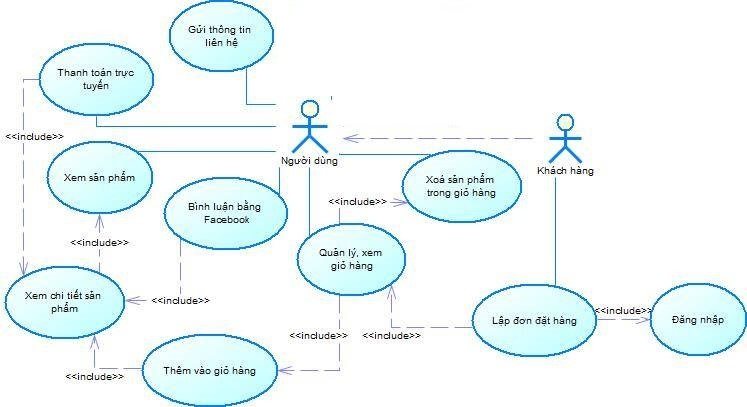 Gửi thông tin
liên hệ
Thanh toán trực
tuyến
<<include>>
Người dùng
Khách hàng
Xem sản phẩm
Xoá sản phẩm
trong giỏ hàng
<<include>>
Bình luận bằng
Facebook
<<include>>
Quản lý, xem
giỏ hàng
Xem chi tiết sản
phẩm
<<include>>
<<include>>
Lập đơn đặt hàng
Đăng nhập
<<include>>
<<include>>
<<include>>
Thêm vào giỏ hàng